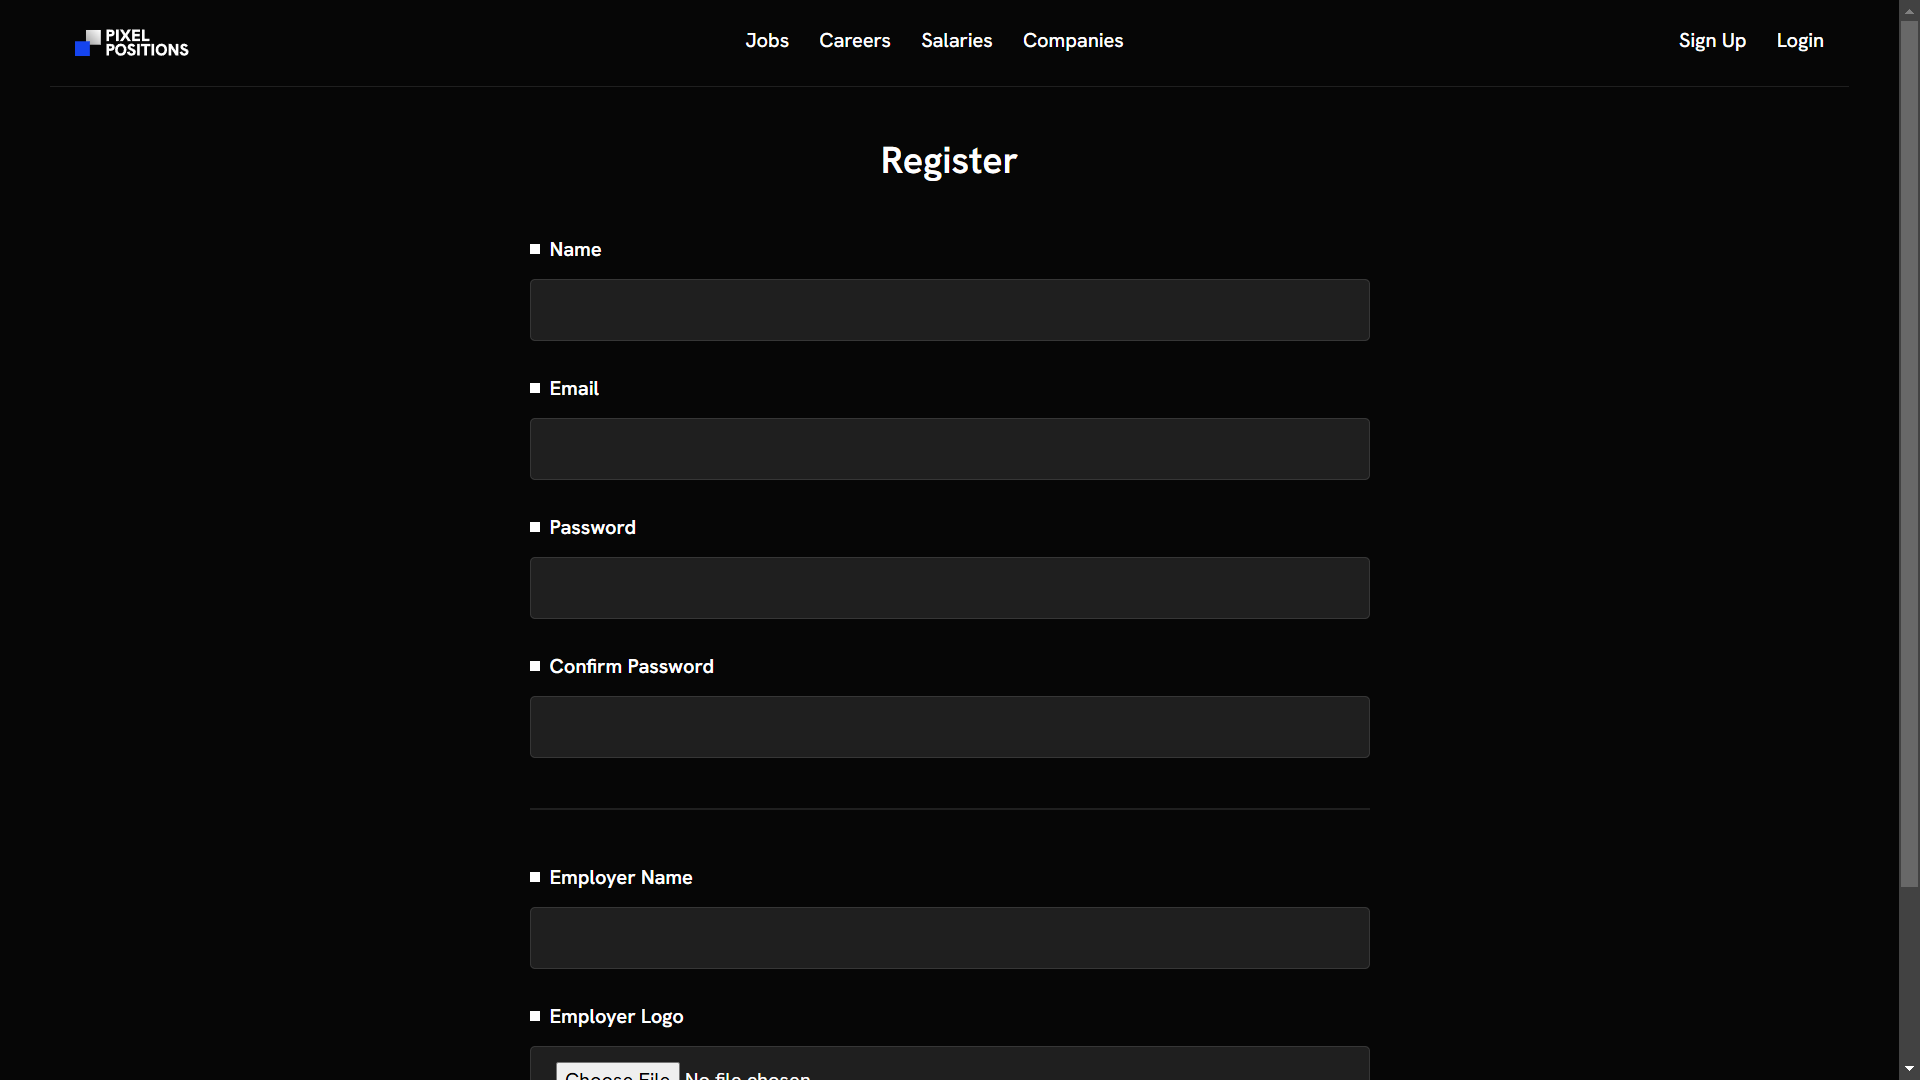 PIXEL
POSITIONS
Jobs Careers Salaries Companies
Sign Up Login
Register
Name
Email
Password
Confirm Password
Employer Name
Employer Logo
Choose File No file chosen